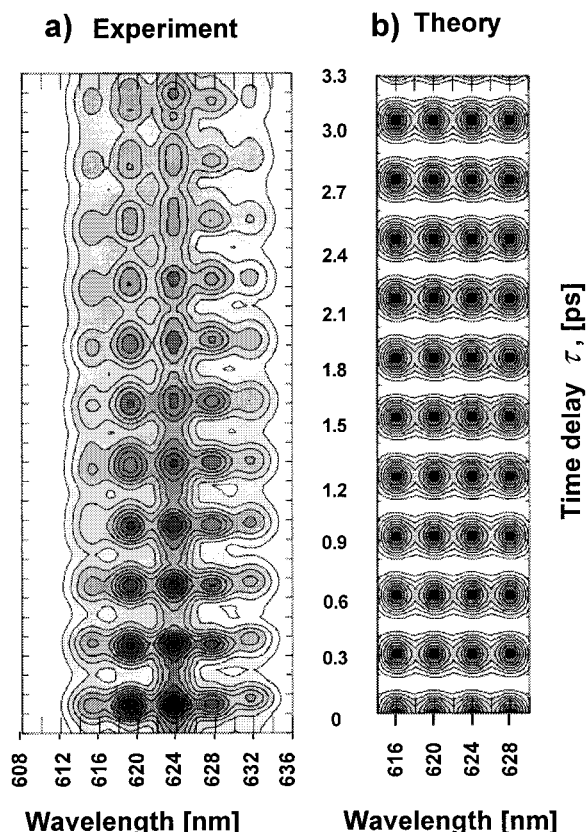 a) Experiment
b) Theory
3.3
3.0
2.7
2.4
2.1
1.8
1.5
1.2
0.9
0.6
0.3
0
Time delay τ, [ps]
608 612 616 620 624 628 632 636
616 620 624 628
Wavelength [nm]
Wavelength [nm]